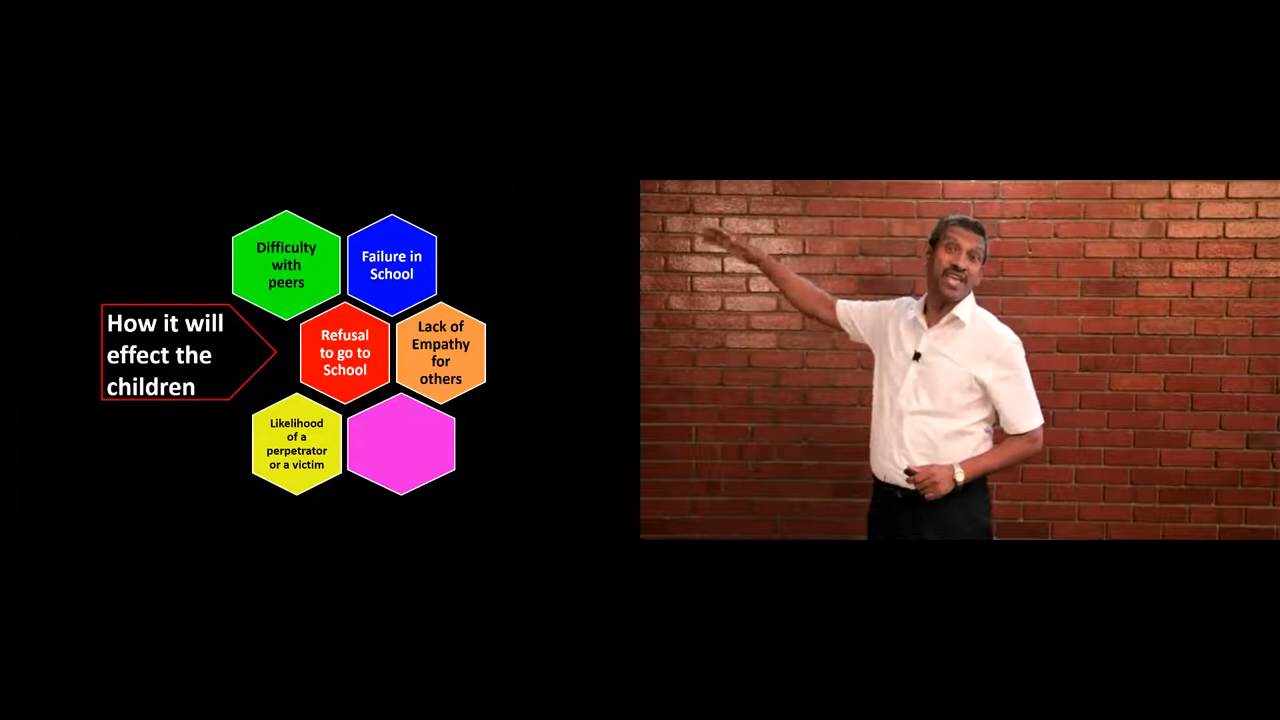 How it will
effect the
children
Difficulty
with
peers
Failure in
School
Refusal
to go to
School
Lack of
Empathy
for
others
Likelihood
of a
perpetrator
or a victim